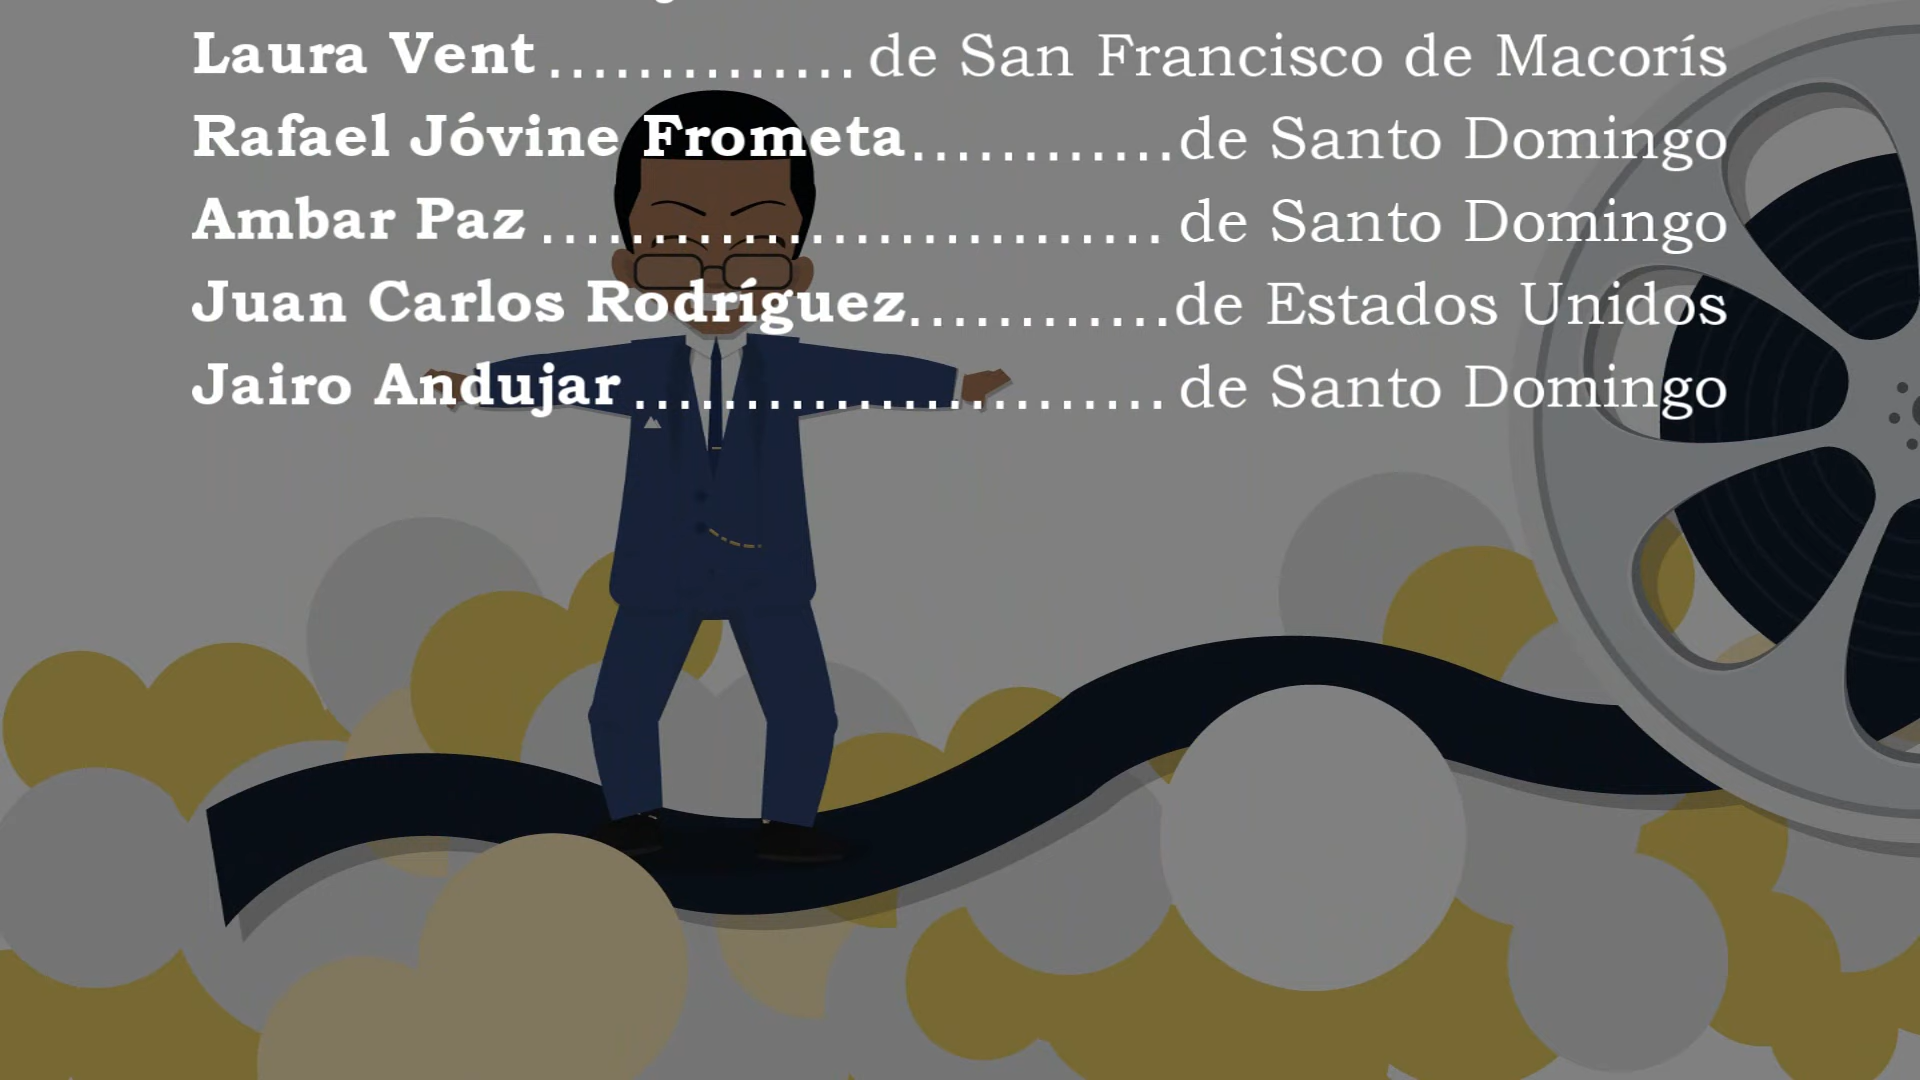 Laura Vent .............. de San Francisco de Macorís
Rafael Jóvine Frometa............de Santo Domingo
Ambar Paz ............................ de Santo Domingo
Juan Carlos Rodríguez............de Estados Unidos
Jairo Andujar ........................ de Santo Domingo